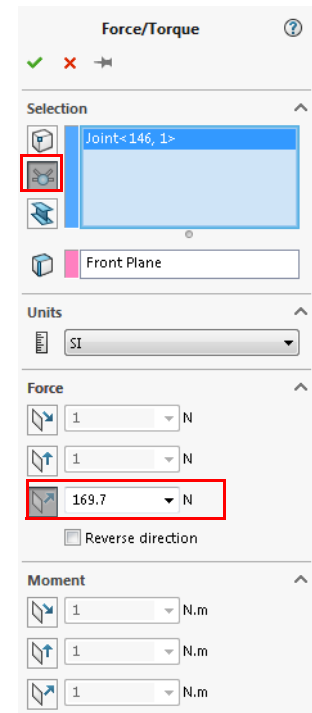 Force/Torque
Selection
Joint<146, 1>
Front Plane
Units
SI
Force
1 N
1 N
169.7 N
Reverse direction
Moment
1 N.m
1 N.m
1 N.m